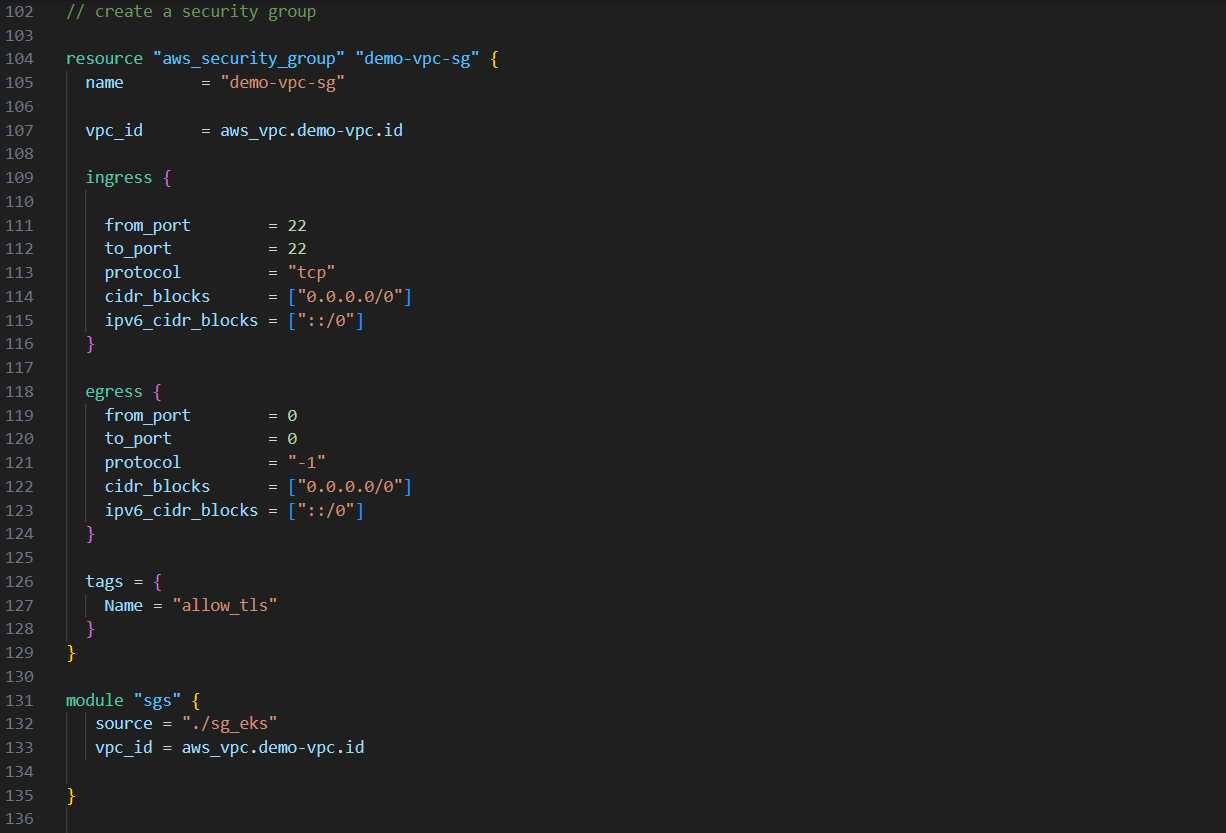 102 // create a security group
103
104 resource "aws_security_group" "demo-vpc-sg" {
105   name        = "demo-vpc-sg"
106
107   vpc_id      = aws_vpc.demo-vpc.id
108
109   ingress {
110
111     from_port        = 22
112     to_port          = 22
113     protocol         = "tcp"
114     cidr_blocks      = ["0.0.0.0/0"]
115     ipv6_cidr_blocks = ["::/0"]
116   }
117
118   egress {
119     from_port        = 0
120     to_port          = 0
121     protocol         = "-1"
122     cidr_blocks      = ["0.0.0.0/0"]
123     ipv6_cidr_blocks = ["::/0"]
124   }
125
126   tags = {
127     Name = "allow_tls"
128   }
129 }
130
131 module "sgs" {
132    source = "./sg_eks"
133    vpc_id = aws_vpc.demo-vpc.id
134
135 }
136